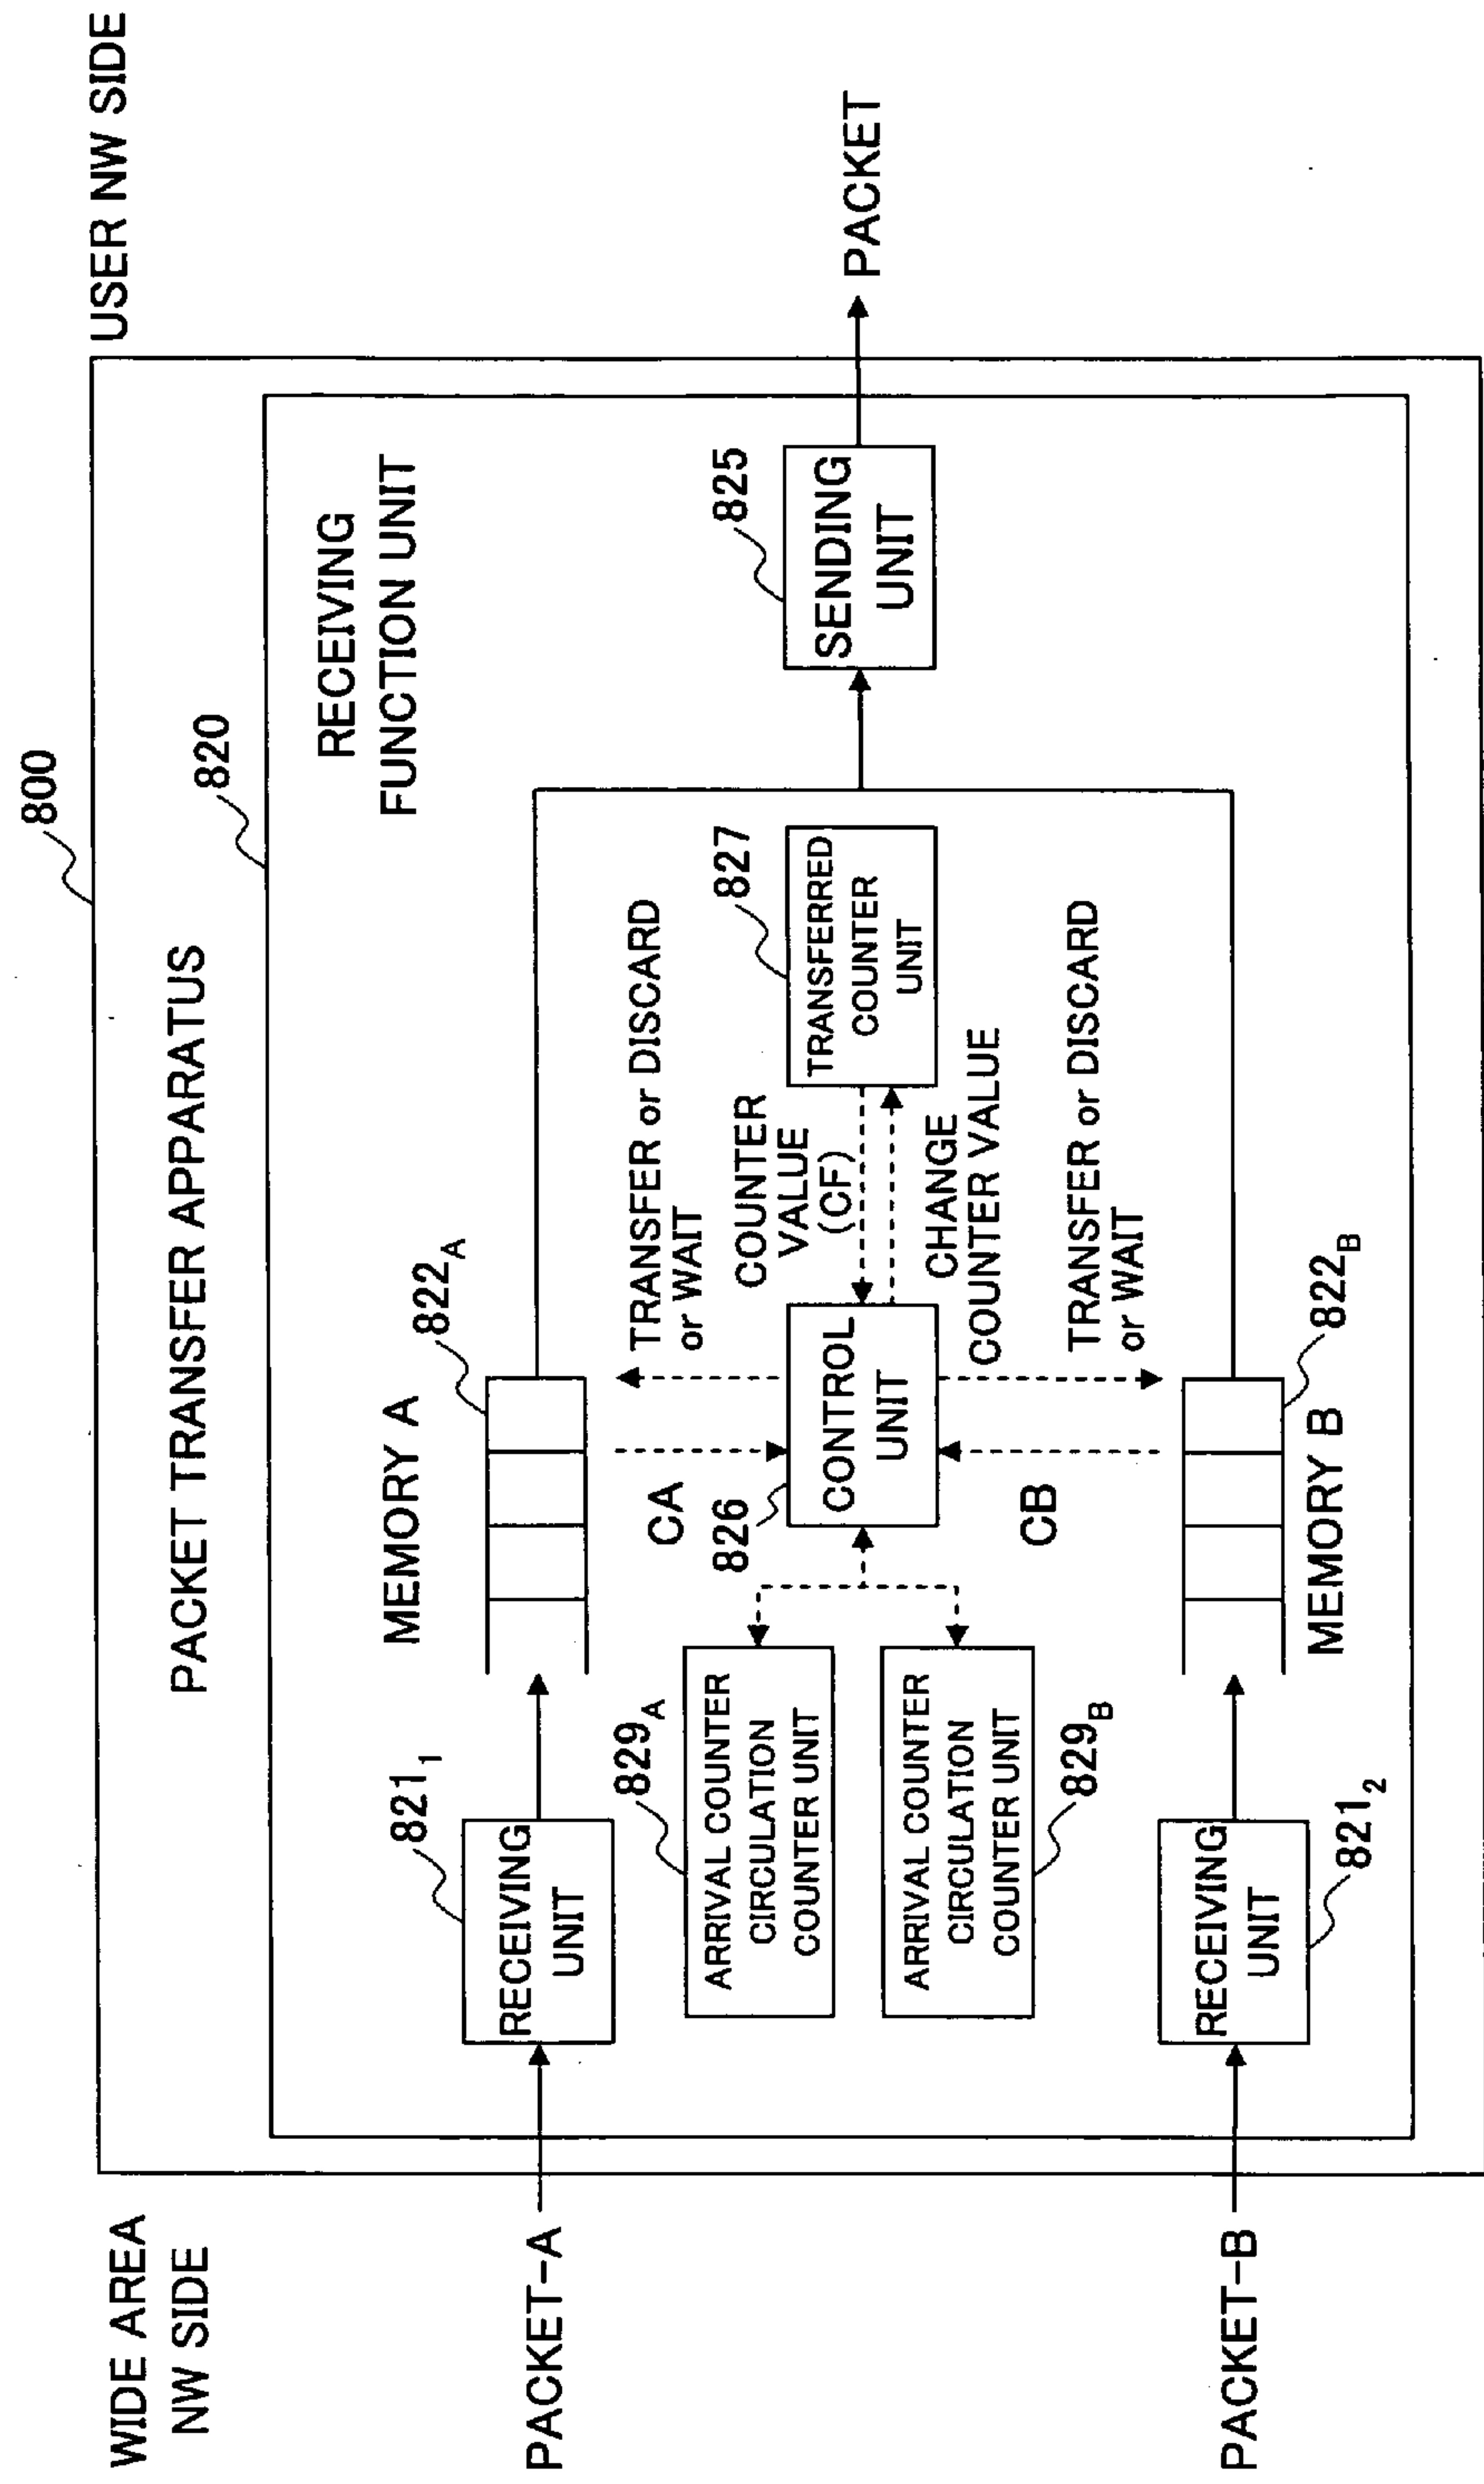 WIDE AREA
NW SIDE
USER NW SIDE
800
PACKET TRANSFER APPARATUS
820
RECEIVING
FUNCTION UNIT
PACKET-A
821₁
RECEIVING
UNIT
MEMORY A
822A
TRANSFER or DISCARD
or WAIT
CA
829A
ARRIVAL COUNTER
CIRCULATION
COUNTER UNIT
826
CONTROL
UNIT
COUNTER
VALUE
(CF)
CHANGE
COUNTER VALUE
827
TRANSFERRED
COUNTER
UNIT
825
SENDING
UNIT
PACKET
ARRIVAL COUNTER
CIRCULATION
COUNTER UNIT
829B
CB
TRANSFER or DISCARD
or WAIT
PACKET-B
RECEIVING
UNIT
821₂
MEMORY B
822B